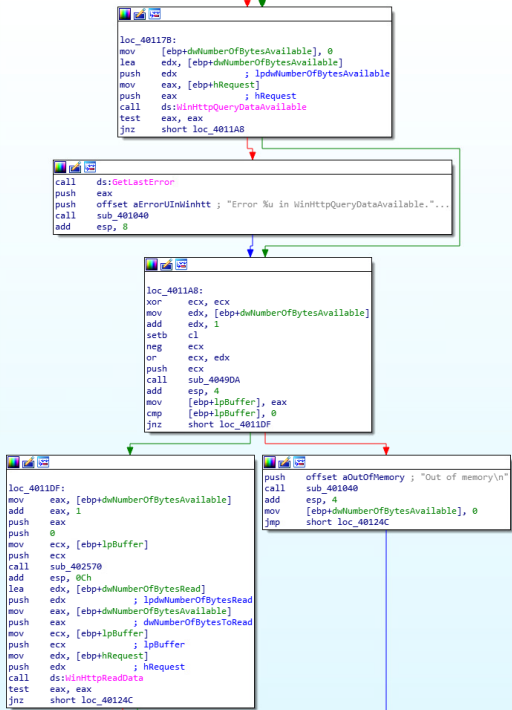 loc_40117B:
mov [ebp+dwNumberOfBytesAvailable], 0
lea edx, [ebp+dwNumberOfBytesAvailable]
push edx ; lpdwNumberOfBytesAvailable
mov eax, [ebp+hRequest]
push eax ; hRequest
call ds:WinHttpQueryDataAvailable
test eax, eax
jnz short loc_4011A8
call ds:GetLastError
push eax
push offset aErrorUInWinhtt ; "Error %u in WinHttpQueryDataAvailable."...
call sub_401040
add esp, 8
loc_4011A8:
xor ecx, ecx
mov edx, [ebp+dwNumberOfBytesAvailable]
add edx, 1
setb cl
neg ecx
or ecx, edx
push ecx
call sub_4049DA
add esp, 4
mov [ebp+lpBuffer], eax
cmp [ebp+lpBuffer], 0
jnz short loc_4011DF
loc_4011DF:
mov eax, [ebp+dwNumberOfBytesAvailable]
add eax, 1
push eax
push 0
mov ecx, [ebp+lpBuffer]
push ecx
call sub_402570
add esp, 0Ch
lea edx, [ebp+dwNumberOfBytesRead]
push edx ; lpdwNumberOfBytesRead
mov eax, [ebp+dwNumberOfBytesAvailable]
push eax ; dwNumberOfBytesToRead
mov ecx, [ebp+lpBuffer]
push ecx ; lpBuffer
mov edx, [ebp+hRequest]
push edx ; hRequest
call ds:WinHttpReadData
test eax, eax
jnz short loc_40124C
push offset aOutOfMemory ; "Out of memory\n"
call sub_401040
add esp, 4
mov [ebp+dwNumberOfBytesAvailable], 0
jmp short loc_40124C